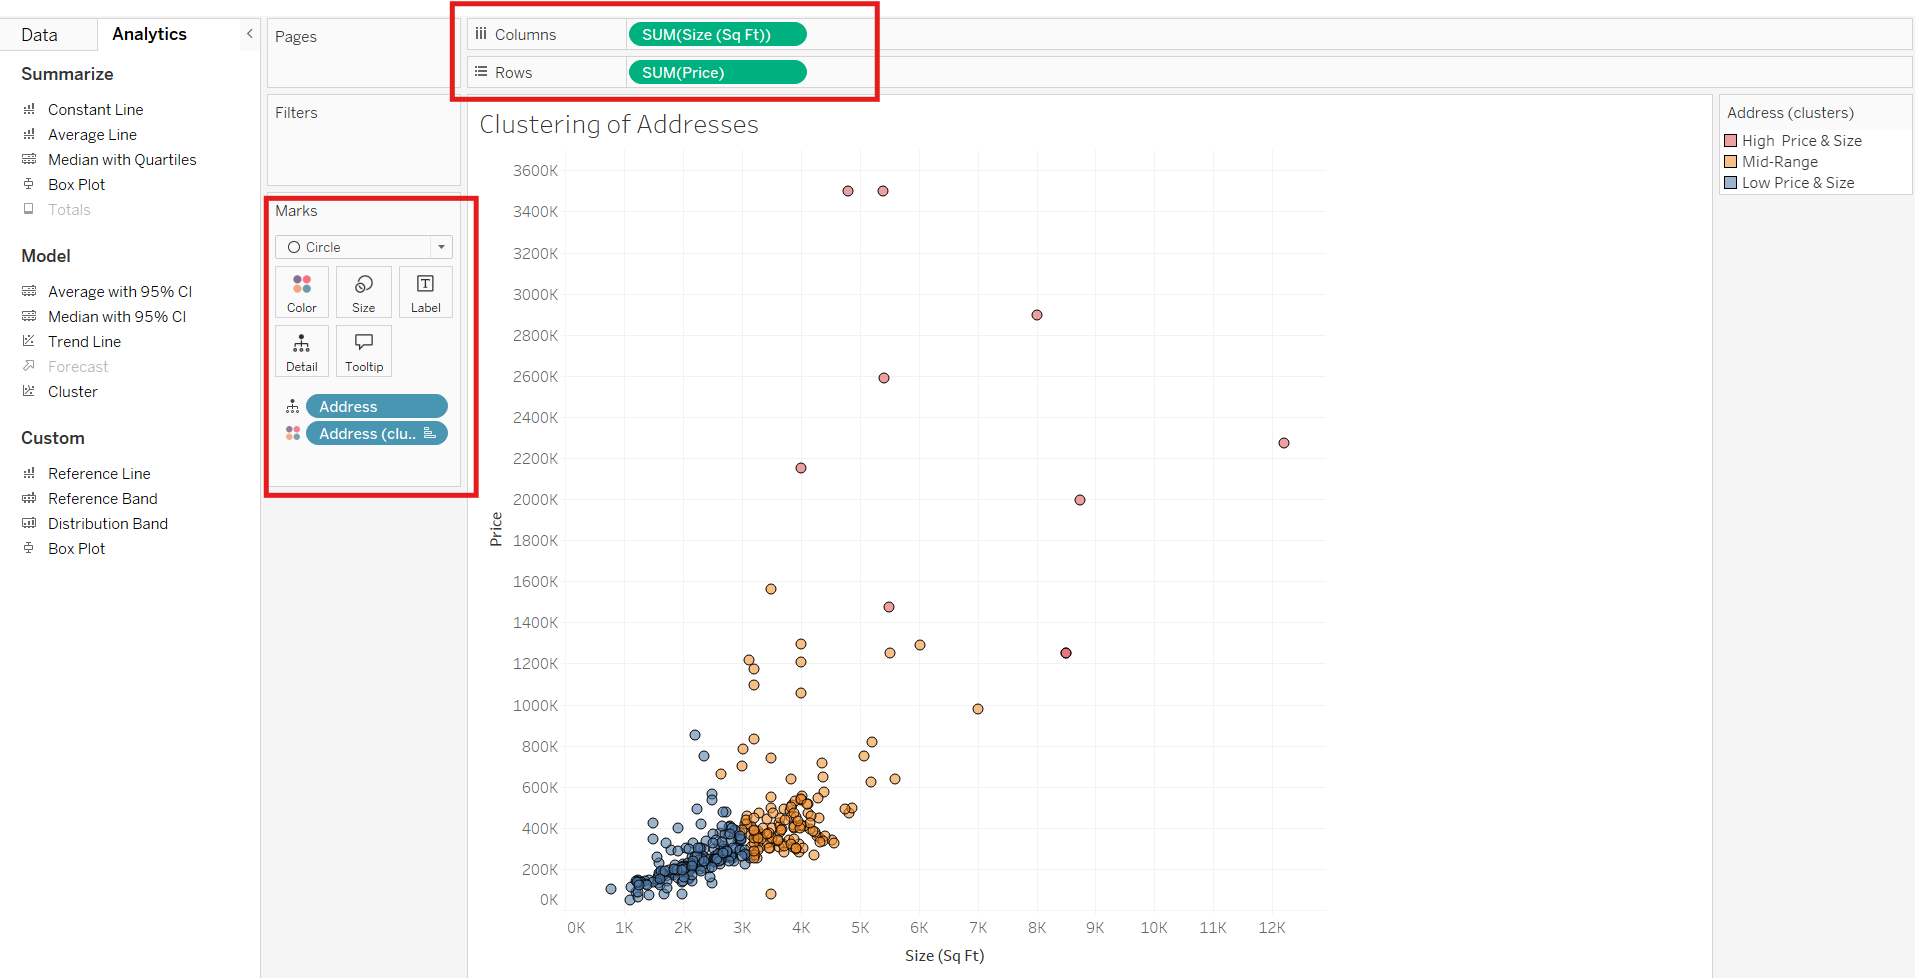 Data
Analytics
<
Summarize
Constant Line
Average Line
Median with Quartiles
Box Plot
Totals
Model
Average with 95% CI
Median with 95% CI
Trend Line
Forecast
Cluster
Custom
Reference Line
Reference Band
Distribution Band
Box Plot
Pages
Filters
Marks
Circle
Color
Size
Label
Detail
Tooltip
Address
Address (clu..
Columns
SUM(Size (Sq Ft))
Rows
SUM(Price)
Clustering of Addresses
Price
3600K
3400K
3200K
3000K
2800K
2600K
2400K
2200K
2000K
1800K
1600K
1400K
1200K
1000K
800K
600K
400K
200K
0K
0K 1K 2K 3K 4K 5K 6K 7K 8K 9K 10K 11K 12K
Size (Sq Ft)
Address (clusters)
High Price & Size
Mid-Range
Low Price & Size